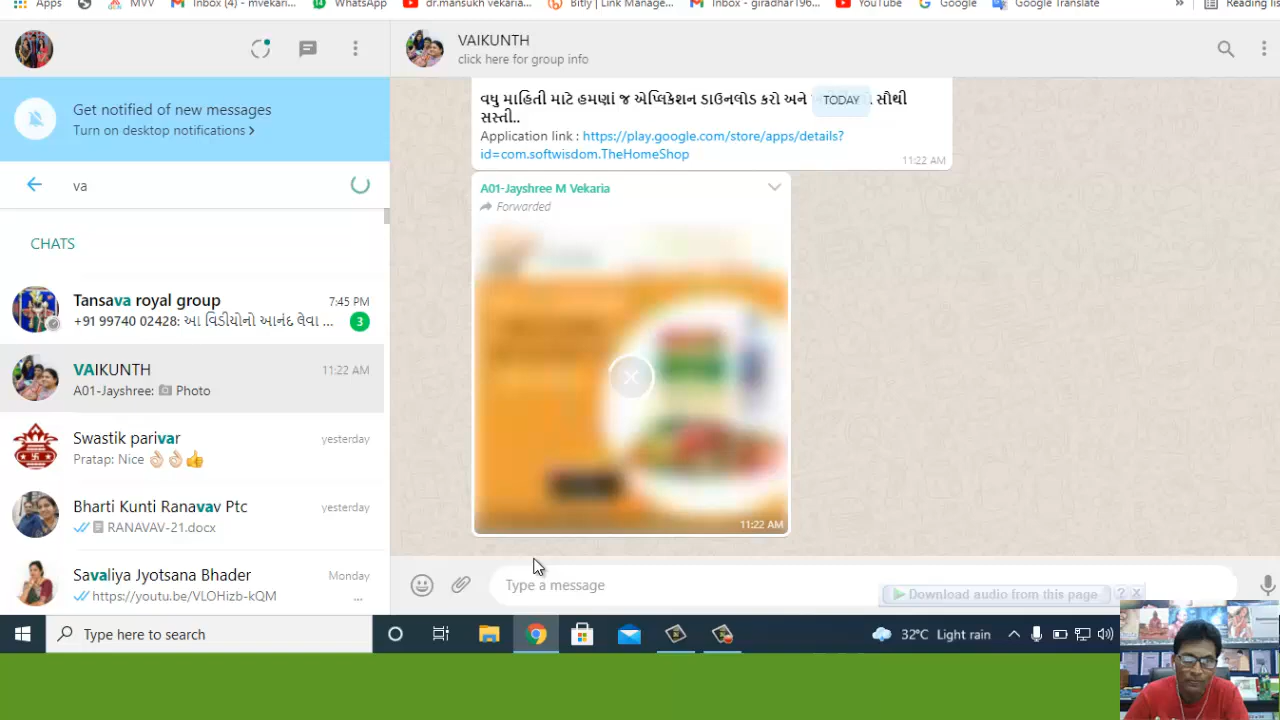 Apps
MVV
Inbox (4) - mvekari...
WhatsApp
dr.mansukh vekaria...
Bitly | Link Manage...
Inbox - giradhar196...
YouTube
Google
Google Translate
»
Reading list
VAIKUNTH
click here for group info
Get notified of new messages
Turn on desktop notifications >
va
CHATS
Tansava royal group
7:45 PM
+91 99740 02428: આ વિડીયોનો આનંદ લેવા ...
3
VAIKUNTH
11:22 AM
A01-Jayshree: Photo
Swastik parivar
yesterday
Pratap: Nice 👌🏻👌🏻👍
Bharti Kunti Ranavav Ptc
yesterday
RANAVAV-21.docx
Savaliya Jyotsana Bhader
Monday
https://youtu.be/VLOHizb-kQM
...
વધુ માહિતી માટે હમણાં જ એપ્લિકેશન ડાઉનલોડ કરો અને સૌથી
TODAY
સસ્તી..
Application link : https://play.google.com/store/apps/details?
id=com.softwisdom.TheHomeShop
11:22 AM
A01-Jayshree M Vekaria
Forwarded
11:22 AM
Type a message
Download audio from this page
?
X
Type here to search
32°C Light rain